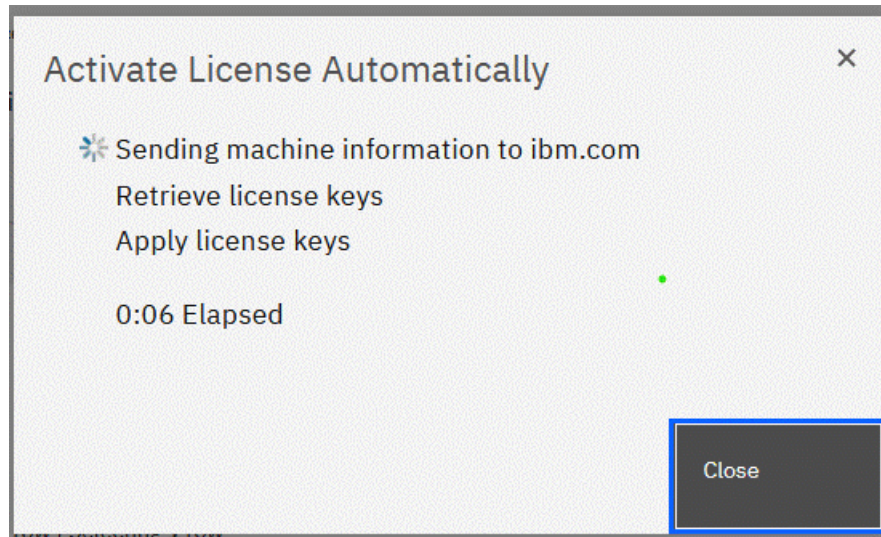 Activate License Automatically
Sending machine information to ibm.com
Retrieve license keys
Apply license keys
0:06 Elapsed
Close